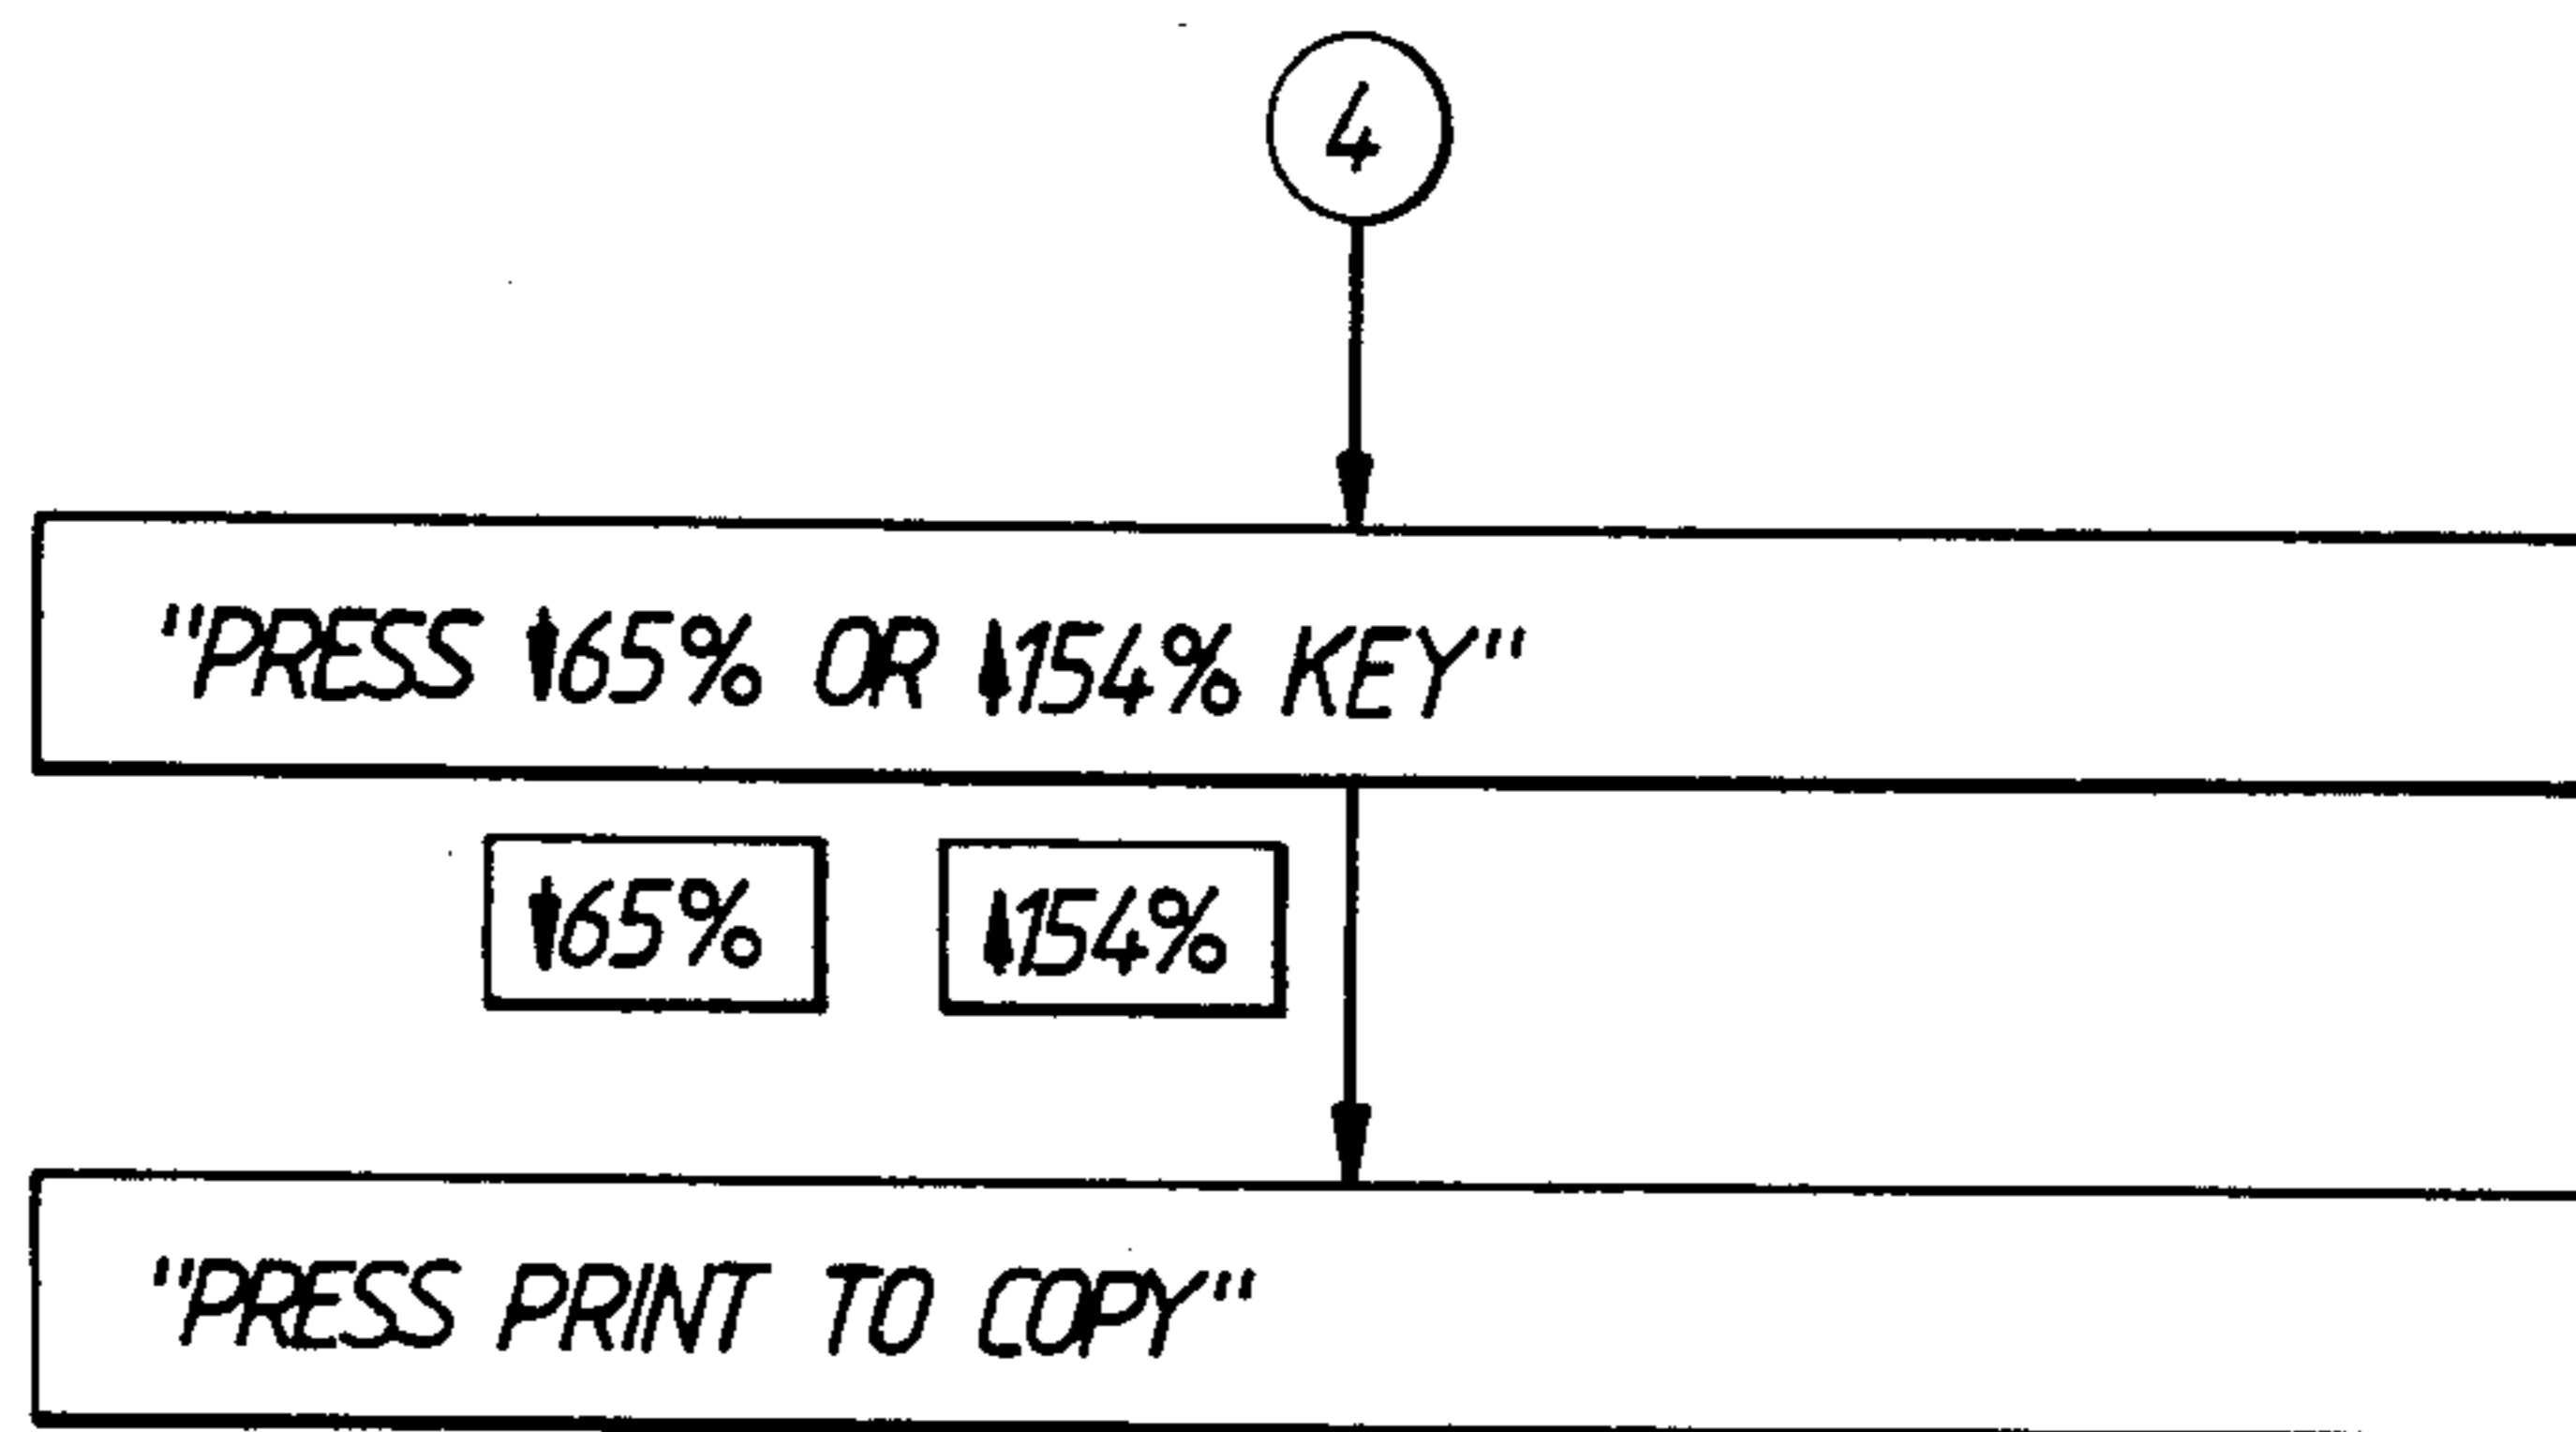 4
"PRESS ↓65% OR ↑154% KEY"
↓65% ↑154%
"PRESS PRINT TO COPY"